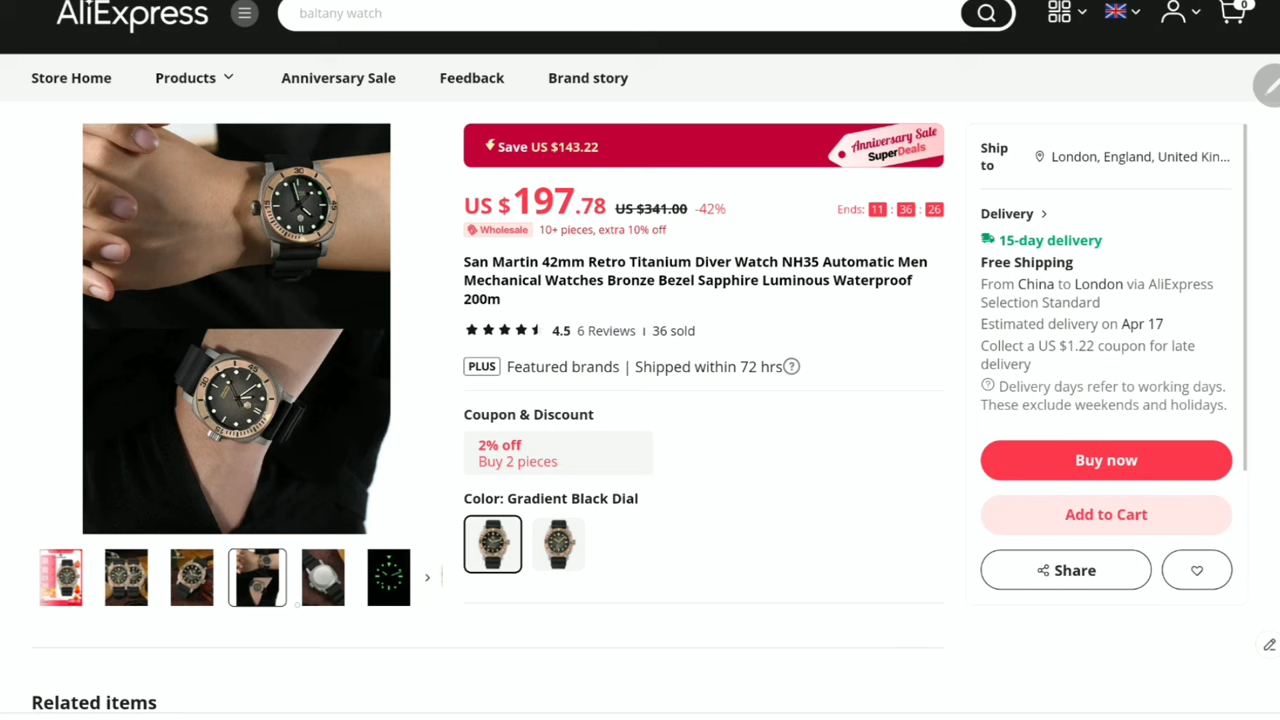 AliExpress
baltany watch
0
Store Home
Products
Anniversary Sale
Feedback
Brand story
Save US $143.22
Anniversary Sale
SuperDeals
US $197.78 US $341.00 -42%
Ends: 11 : 36 : 26
Wholesale 10+ pieces, extra 10% off
San Martin 42mm Retro Titanium Diver Watch NH35 Automatic Men
Mechanical Watches Bronze Bezel Sapphire Luminous Waterproof
200m
4.5 6 Reviews 36 sold
PLUS Featured brands | Shipped within 72 hrs
Coupon & Discount
2% off
Buy 2 pieces
Color: Gradient Black Dial
Ship
to
London, England, United Kin...
Delivery
15-day delivery
Free Shipping
From China to London via AliExpress
Selection Standard
Estimated delivery on Apr 17
Collect a US $1.22 coupon for late
delivery
Delivery days refer to working days.
These exclude weekends and holidays.
Buy now
Add to Cart
Share
Related items